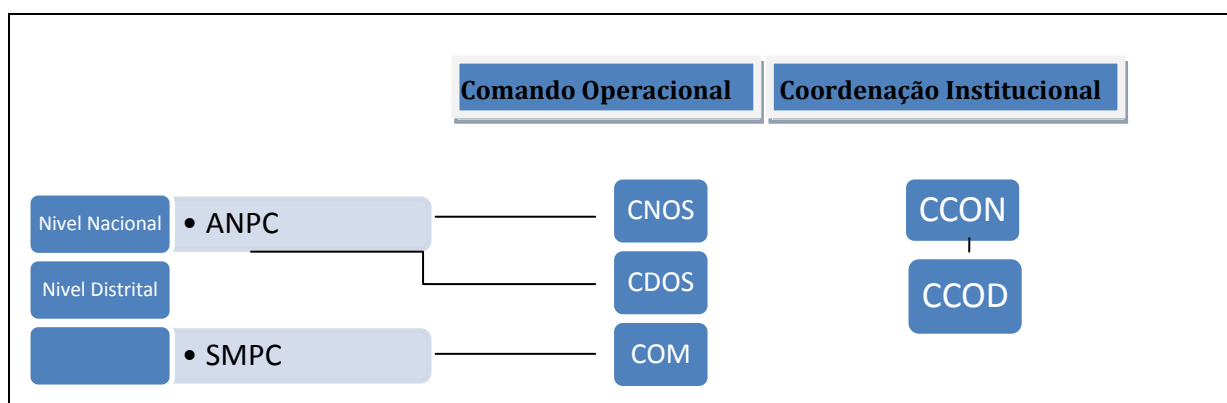 Comando Operacional
Coordenação Institucional
Nivel Nacional
• ANPC
CNOS
CCON
Nivel Distrital
CDOS
CCOD
• SMPC
COM